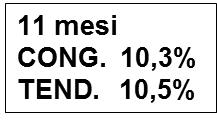 11 mesi
CONG. 10,3%
TEND. 10,5%